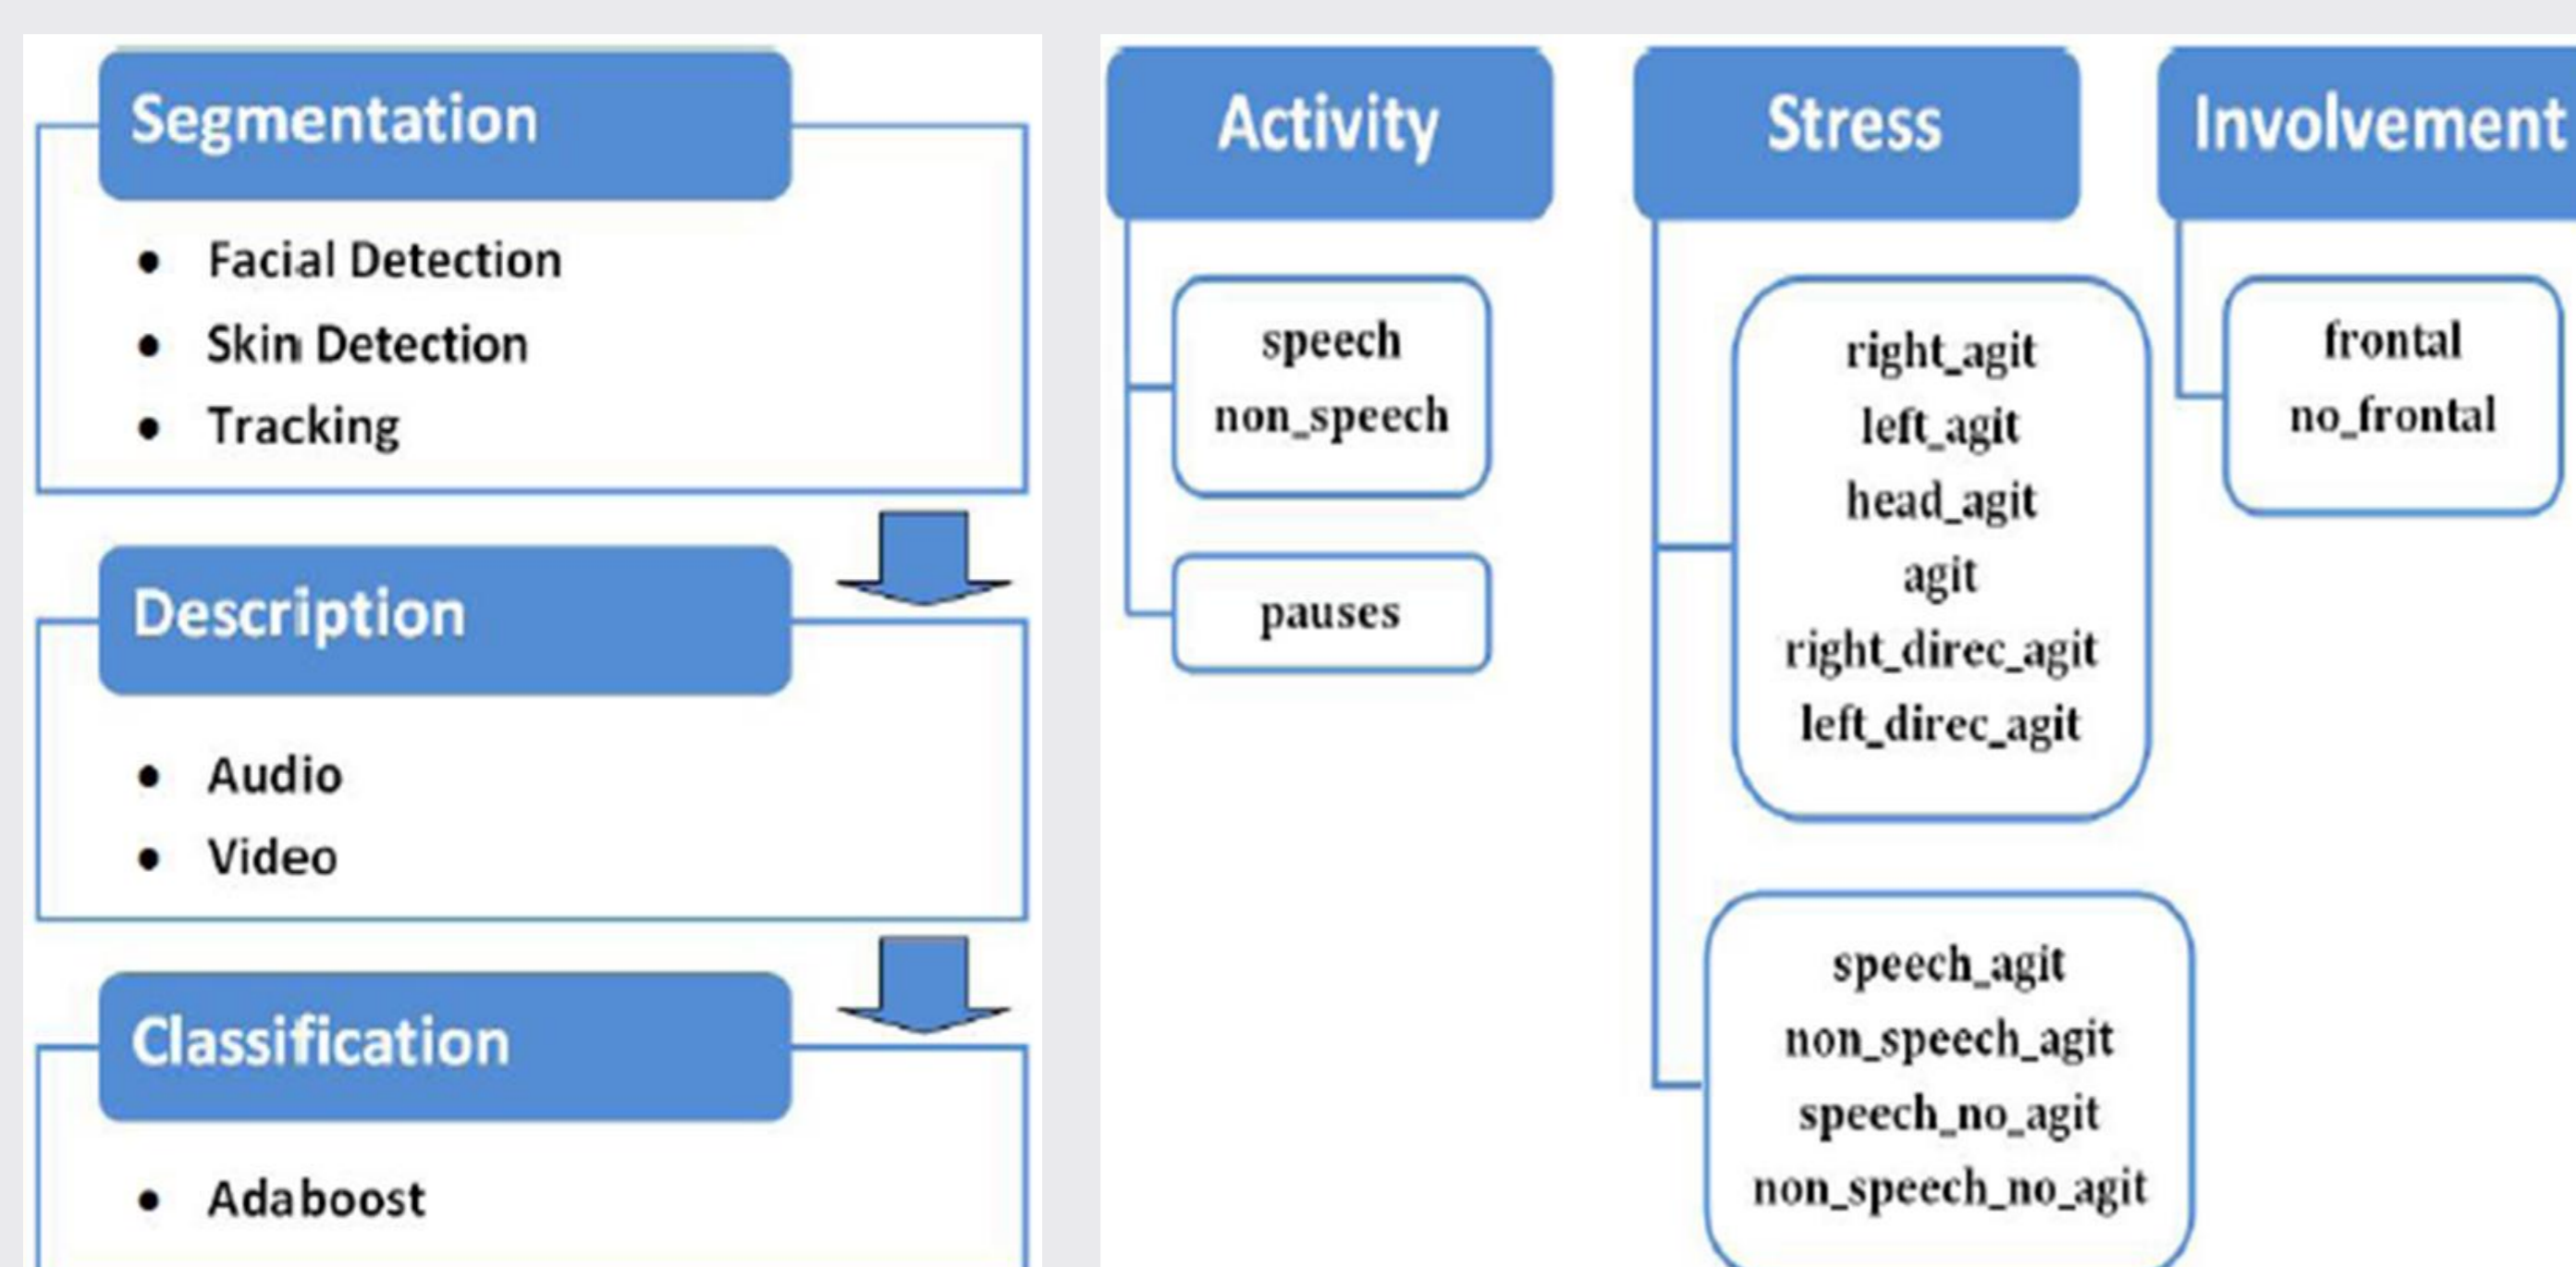 Segmentation
• Facial Detection
• Skin Detection
• Tracking
Description
• Audio
• Video
Classification
• Adaboost
Activity
speech
non_speech
pauses
Stress
right_agit
left_agit
head_agit
agit
right_direc_agit
left_direc_agit
speech_agit
non_speech_agit
speech_no_agit
non_speech_no_agit
Involvement
frontal
no_frontal